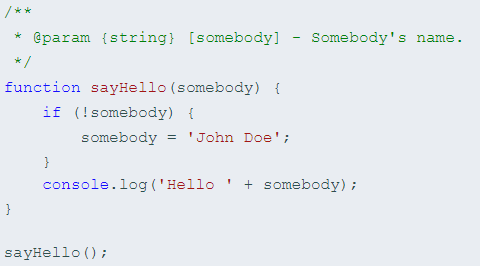 /**
 * @param {string} [somebody] - Somebody's name.
 */
function sayHello(somebody) {
    if (!somebody) {
        somebody = 'John Doe';
    }
    console.log('Hello ' + somebody);
}

sayHello();